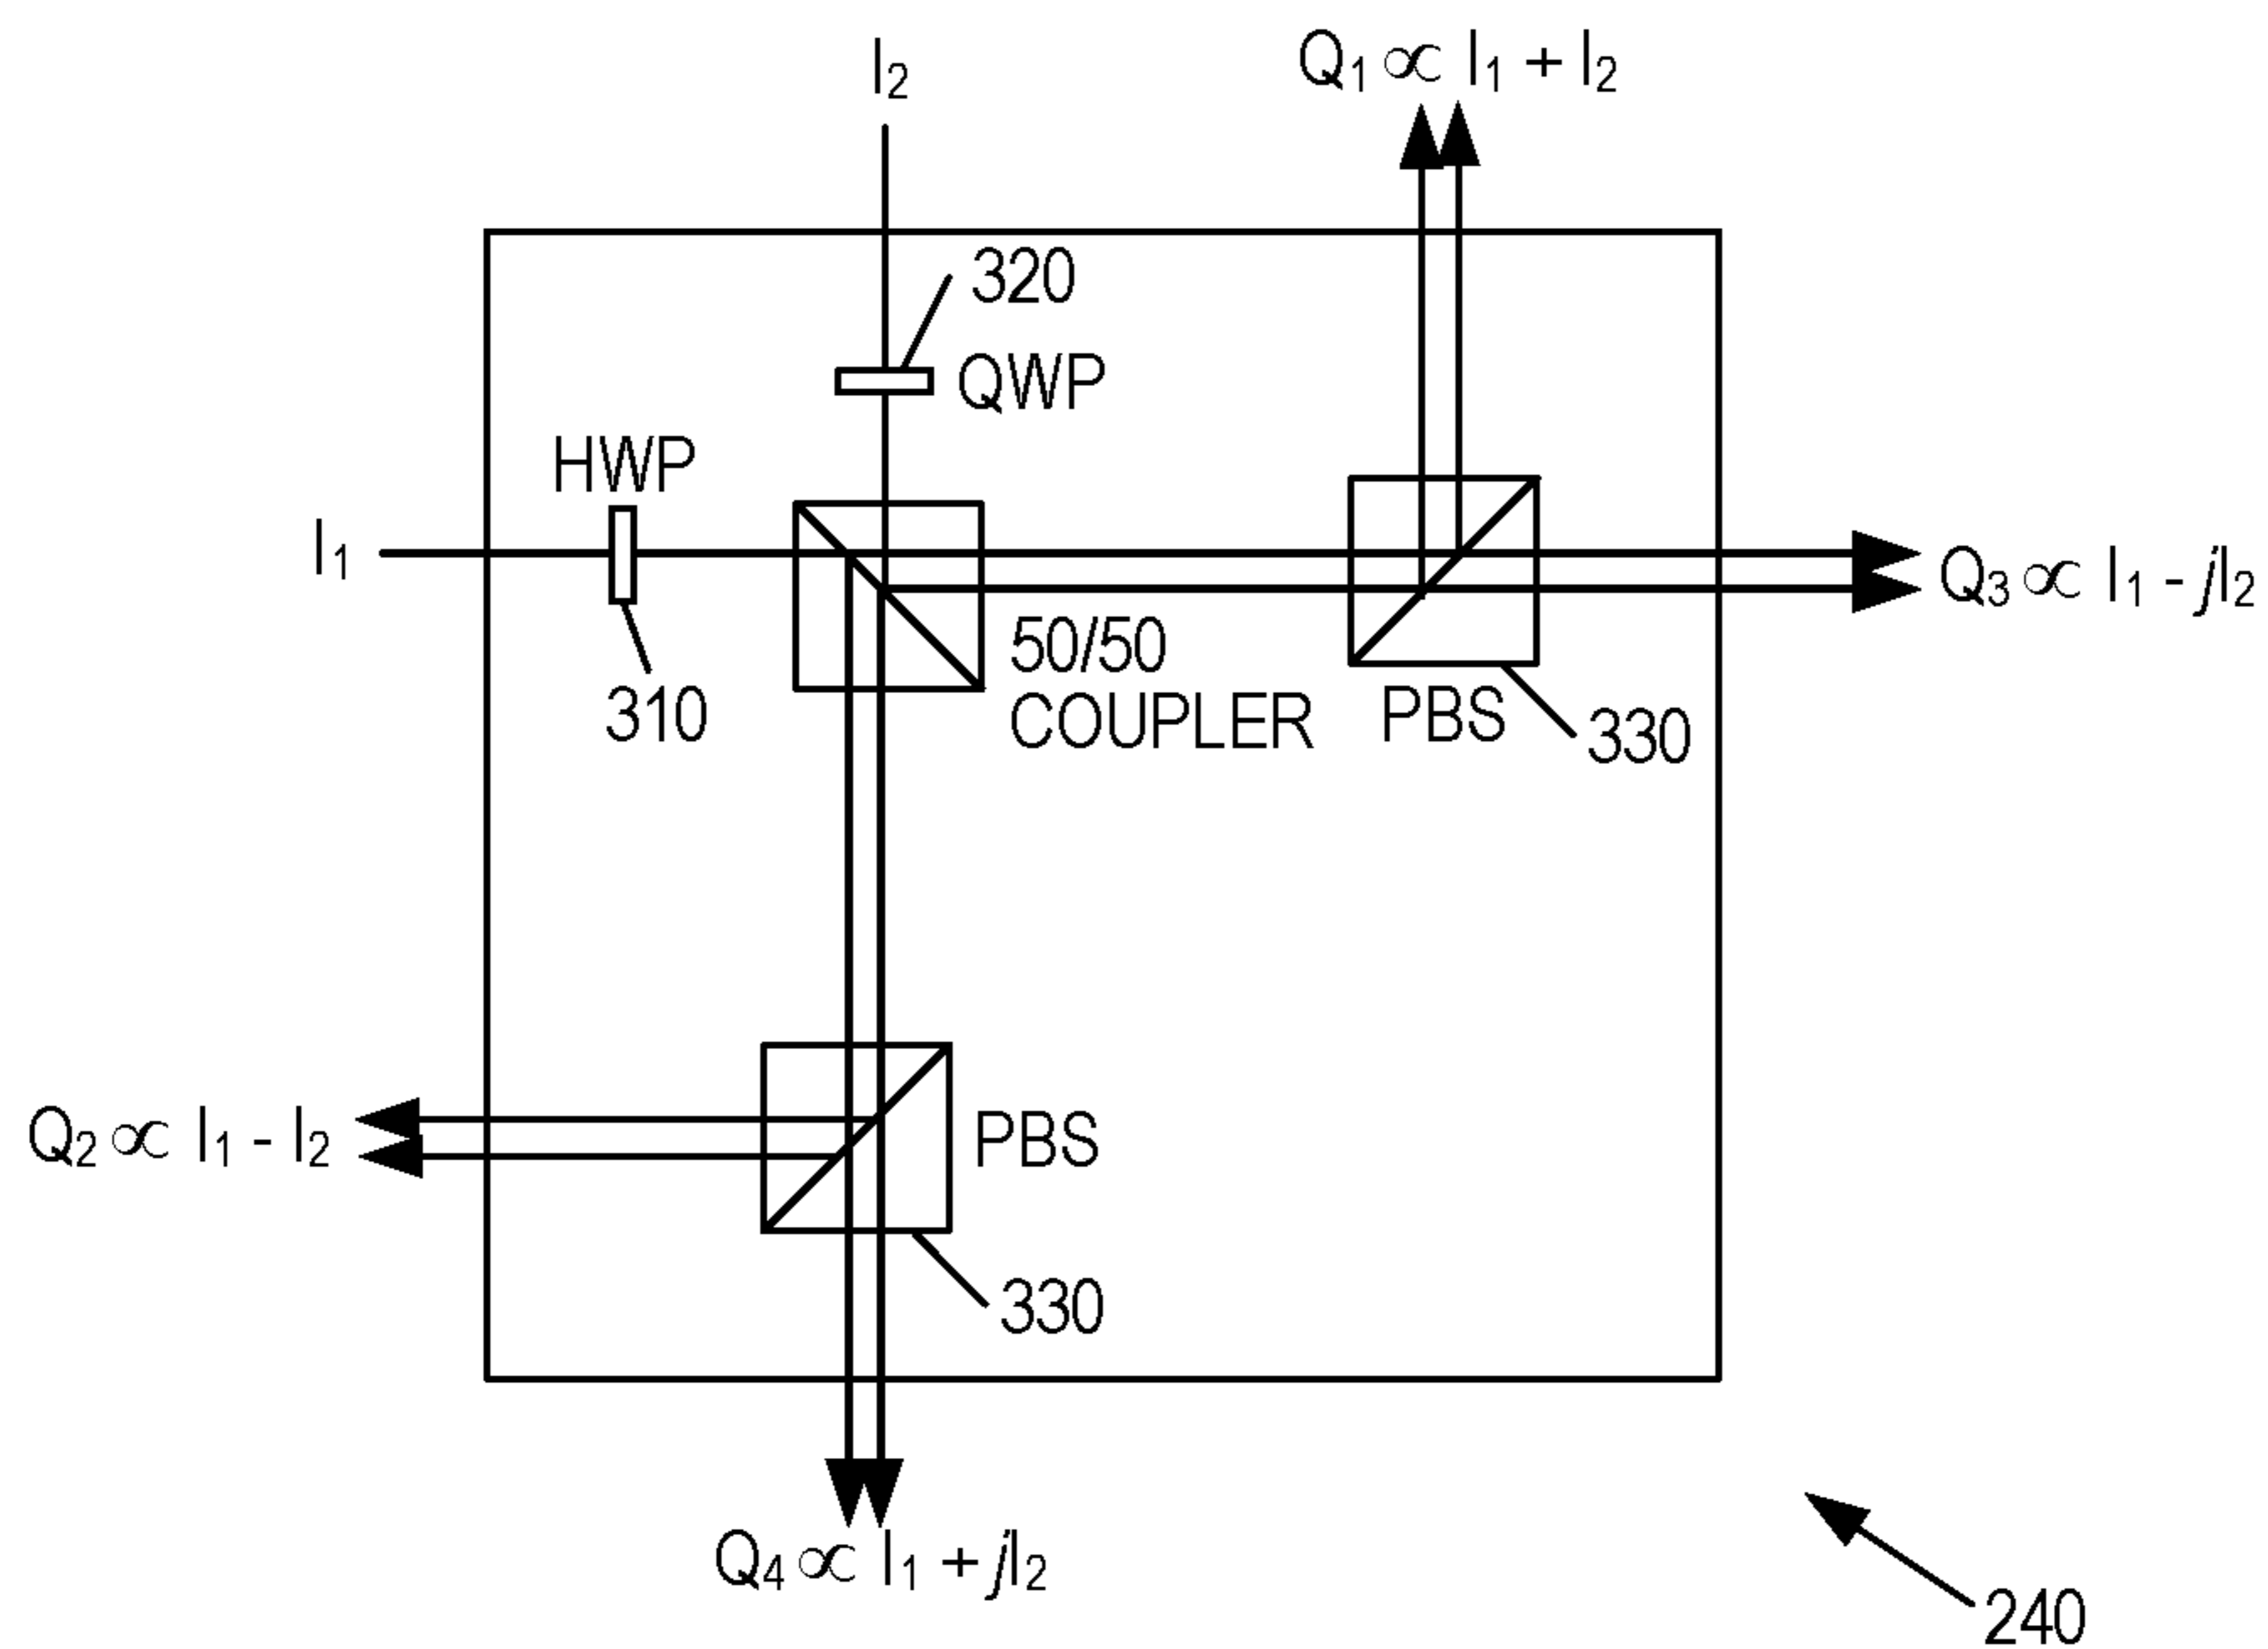 I₂
Q₁ ∝ I₁ + I₂
320
QWP
HWP
I₁
Q₃ ∝ I₁ - jI₂
50/50
COUPLER
PBS
310
330
Q₂ ∝ I₁ - I₂
PBS
330
Q₄ ∝ I₁ + jI₂
240